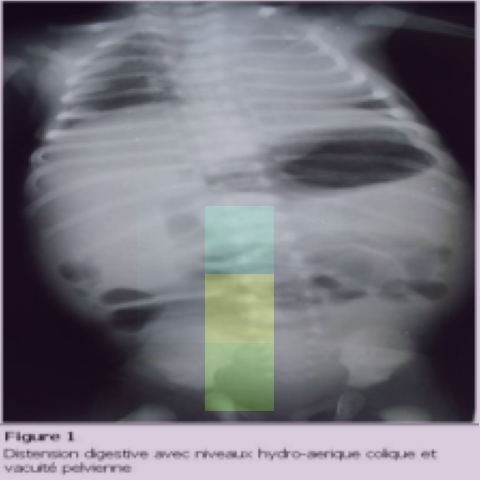 Figure 1
Distension digestive avec niveaux hydro-aerique colique et
vacuité pelvienne